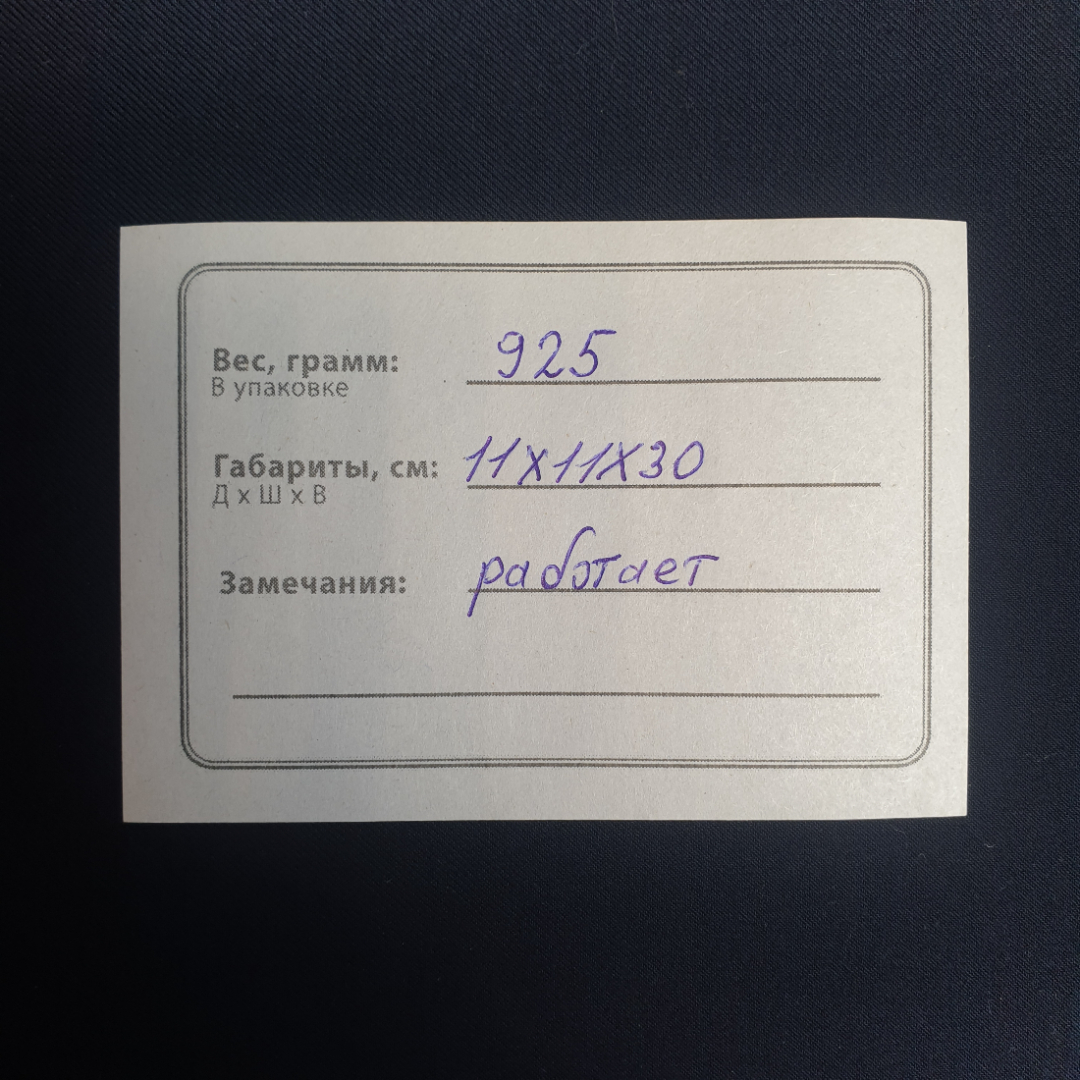 Вес, грамм: 925
В упаковке
Габариты, см: 11х11х30
Д х Ш х В
Замечания: работает